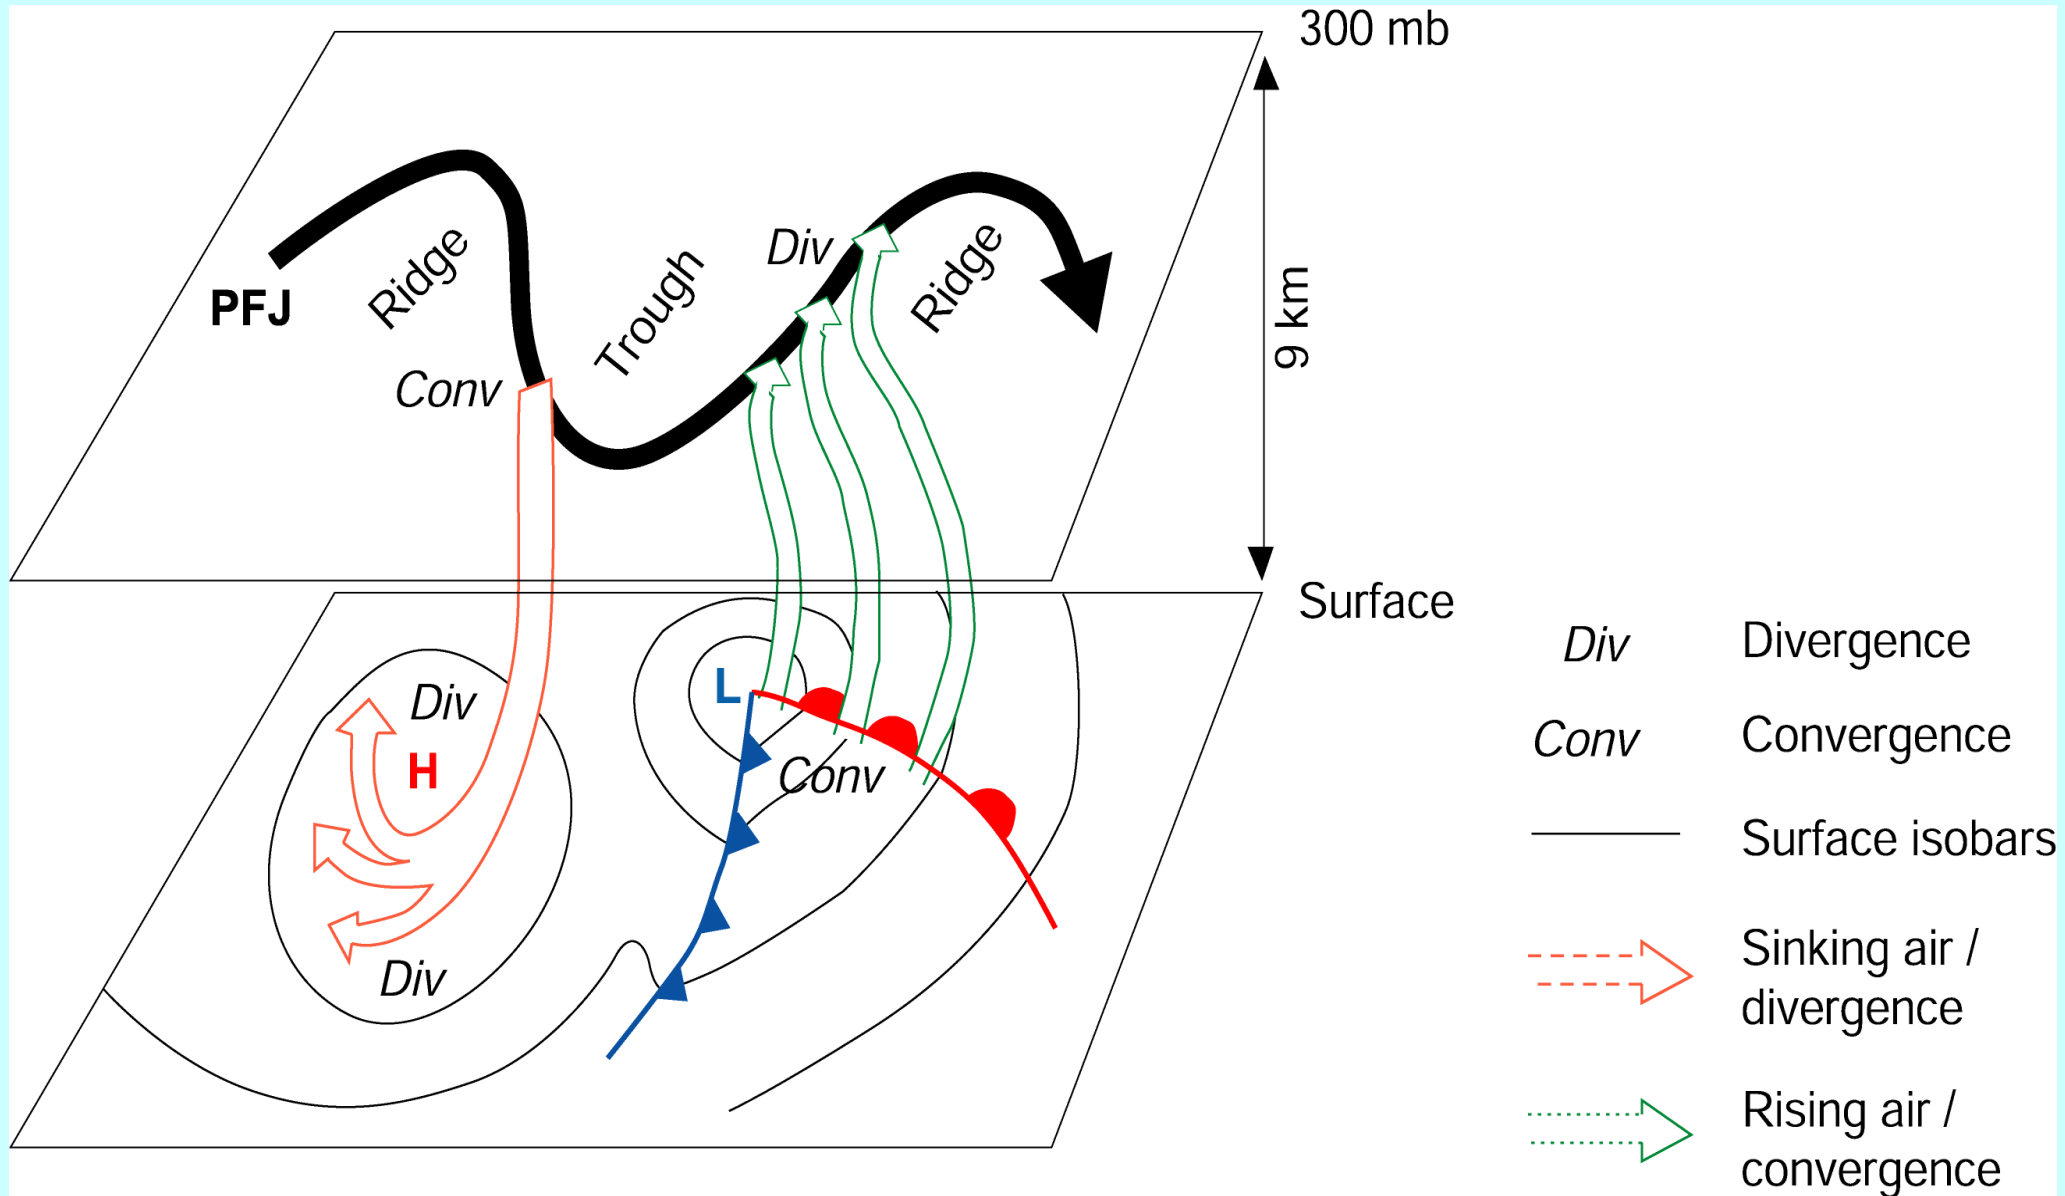 300 mb
PFJ
Ridge
Conv
Trough
Div
Ridge
9 km
Surface
Div
H
Div
L
Conv
Div Divergence
Conv Convergence
Surface isobars
Sinking air /
divergence
Rising air /
convergence